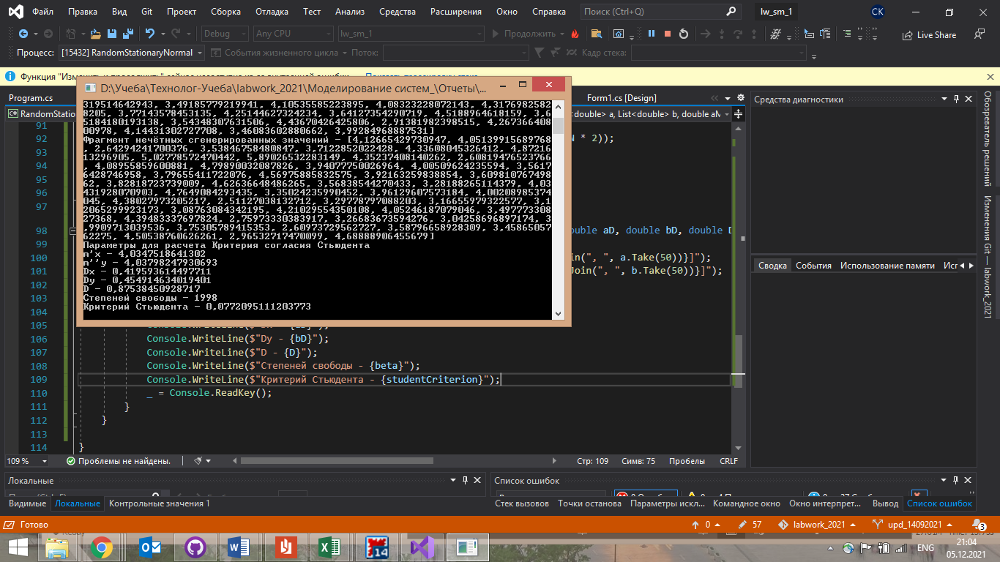 Файл Правка Вид Git Проект Сборка Отладка Тест Анализ Средства Расширения Окно Справка Поиск (Ctrl+Q) lw_sm_1 СК
Debug Any CPU lw_sm_1 Продолжить Live Share
Процесс: [15432] RandomStationaryNormal События жизненного цикла Поток: Кадр стека:
Функция "Изменить и продолжить"
D:\Учеба\Технолог-Учеба\labwork_2021\Моделирование систем_\Отчеты\...
Program.cs Form1.cs [Design] Средства диагностики
RandomStatio <double> a, List<double> b, double aM
319514642943, 3,49185779219941, 4,10535585223895, 4,08323228072143, 4,3176982582
8205, 3,77143578453135, 4,25144627324234, 3,64127354290719, 4,5188964618159, 3,6
5184180193138, 3,54348307631506, 4,43670426425806, 2,91381982398515, 4,267366408
00978, 4,14431302727708, 3,46083602880662, 3,99284968887531]
Фрагмент нечётных сгенерированных значений - [4,12665429730947, 4,05139915689768
, 2,64294241700376, 3,53846758480847, 3,7122852022428, 4,33608045326412, 4,87216
13296905, 5,02778572470442, 5,89026532283149, 4,35237408140262, 2,60819476523766
, 4,08955859600881, 4,79890032087826, 3,94077750026964, 4,00509624235594, 3,5617
6428746958, 3,79655411722076, 4,56975885832575, 3,92163259838854, 3,609810767498
62, 3,82818723739009, 4,62636648486265, 3,56838544270433, 3,28188265114379, 4,03
431928070903, 4,7649084293435, 3,35024235990452, 3,96129607573184, 4,00208985374
045, 4,38027973205217, 2,51127038132712, 3,29778797088203, 3,16655979322577, 3,1
2065299923173, 3,08763084342195, 4,21029554350108, 4,05246187079046, 3,497773308
27368, 4,39483337697824, 2,75973330383917, 3,26683673594276, 3,04258696897174, 3
,9909713039536, 3,75305789415353, 2,60973729562727, 3,58796658928309, 3,45865057
62275, 4,50538760626261, 2,96532717470099, 4,68888906455679]
Параметры для расчета Критерия согласия Стьюдента
m'x - 4,0347518641302
m''y - 4,03798247930693
Dx - 0,419593614497711
Dy - 0,454914634019401
D - 0,87538450928717
Степеней свободы - 1998
Критерий Стьюдента - 0,0772095111203773
91
92 N * 2));
93
94
95
96
97
98 double aD, double bD, double D
99
100 in(", ", a.Take(50))}]");
101 Join(", ", b.Take(50))}]");
102
103
104
105
106 Console.WriteLine($"Dy - {bD}");
107 Console.WriteLine($"D - {D}");
108 Console.WriteLine($"Степеней свободы - {beta}");
109 Console.WriteLine($"Критерий Стьюдента - {studentCriterion}");
110 _ = Console.ReadKey();
111 }
112 }
113
114 }
Сводка События Использование памяти
Обозреватель решений
Изменения Git — labwork_2021
109 % Проблемы не найдены. Стр: 109 Симв: 75 Пробелы CRLF
Локальные Список ошибок
Видимые Локальные Контрольные значения 1 Стек вызовов Точки останова Параметры искл... Командное окно Окно интерпрет... Вывод Список ошибок
Готово 0 57 labwork_2021 upd_14092021 3
ENG 21:04
05.12.2021